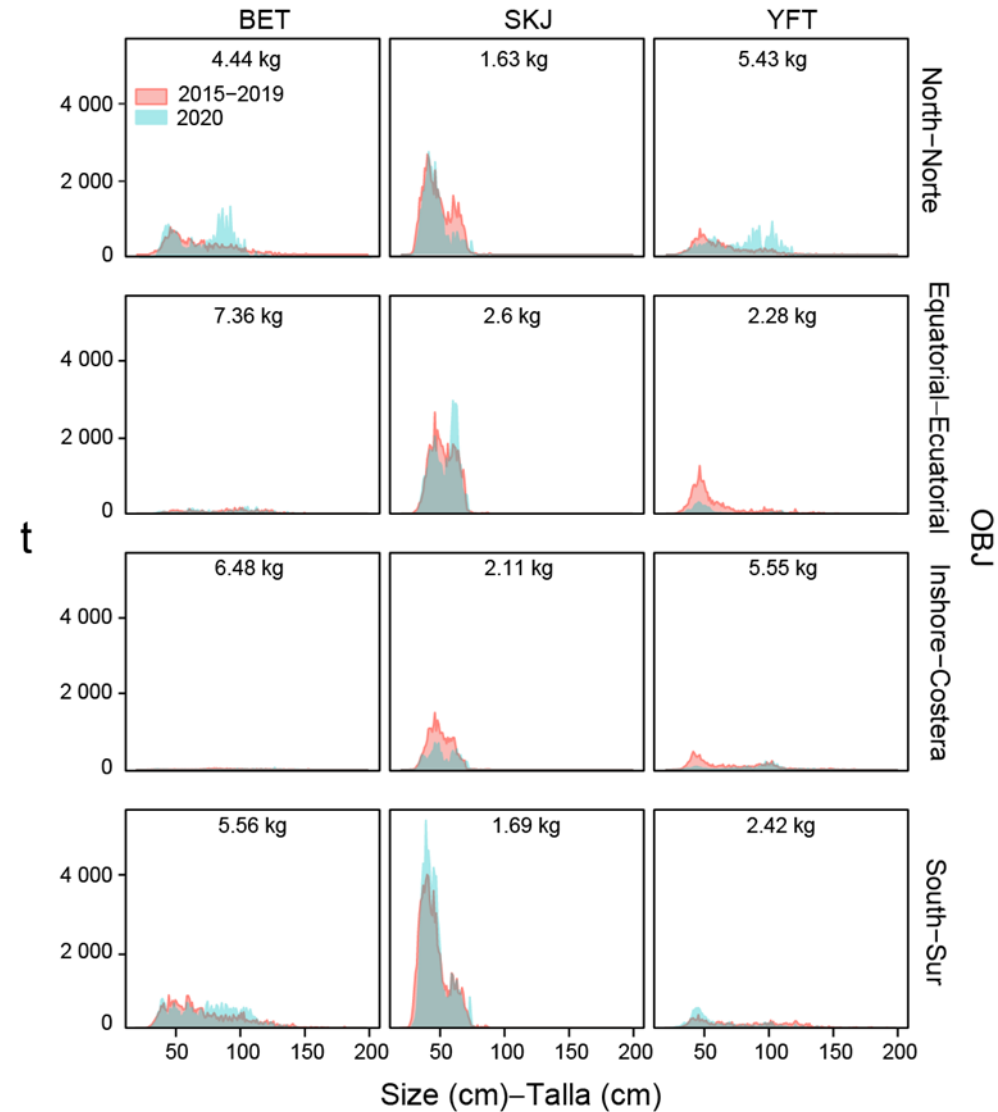 BET SKJ YFT
4.44 kg 1.63 kg 5.43 kg
2015−2019
2020
4 000
2 000
0
North−Norte
7.36 kg 2.6 kg 2.28 kg
4 000
2 000
0
Equatorial−Ecuatorial
t
OBJ
6.48 kg 2.11 kg 5.55 kg
4 000
2 000
0
Inshore−Costera
5.56 kg 1.69 kg 2.42 kg
4 000
2 000
0
South−Sur
50 100 150 200 50 100 150 200 50 100 150 200
Size (cm)−Talla (cm)